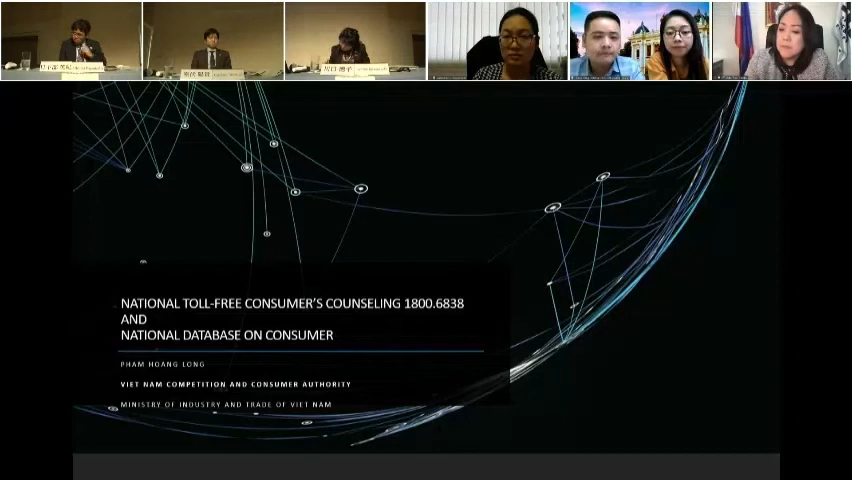 NATIONAL TOLL-FREE CONSUMER'S COUNSELING 1800.6838
AND
NATIONAL DATABASE ON CONSUMER
PHAM HOANG LONG
VIET NAM COMPETITION AND CONSUMER AUTHORITY
MINISTRY OF INDUSTRY AND TRADE OF VIET NAM